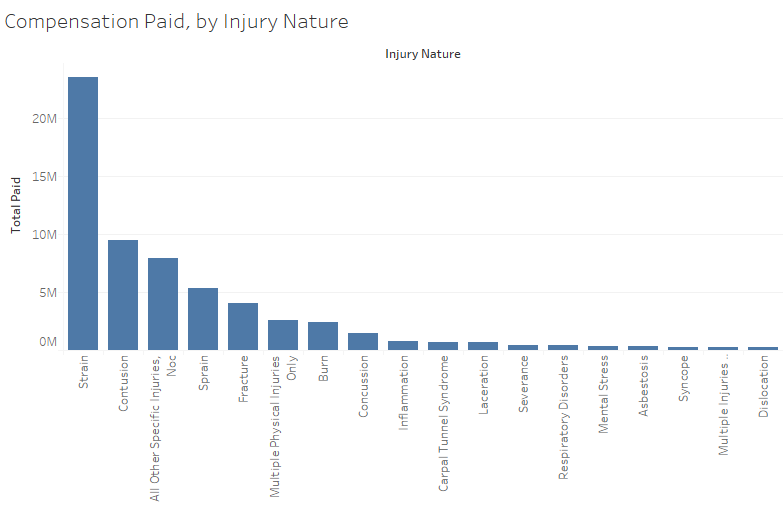 Compensation Paid, by Injury Nature
Injury Nature
Total Paid
20M
15M
10M
5M
0M
Strain
Contusion
All Other Specific Injuries,
Noc
Sprain
Fracture
Multiple Physical Injuries
Only
Burn
Concussion
Inflammation
Carpal Tunnel Syndrome
Laceration
Severance
Respiratory Disorders
Mental Stress
Asbestosis
Syncope
Multiple Injuries ..
Dislocation